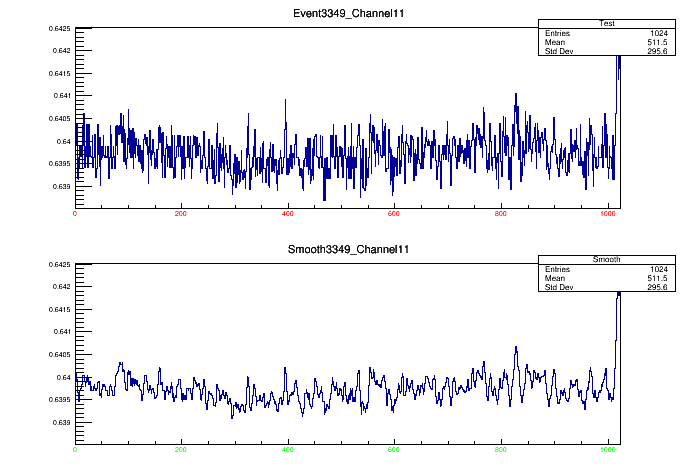 Event3349_Channel11
Test
Entries 1024
Mean 511.5
Std Dev 295.6
0.6425
0.642
0.6415
0.641
0.6405
0.64
0.6395
0.639
0 200 400 600 800 1000
Smooth3349_Channel11
Smooth
Entries 1024
Mean 511.5
Std Dev 295.6
0.6425
0.642
0.6415
0.641
0.6405
0.64
0.6395
0.639
0 200 400 600 800 1000